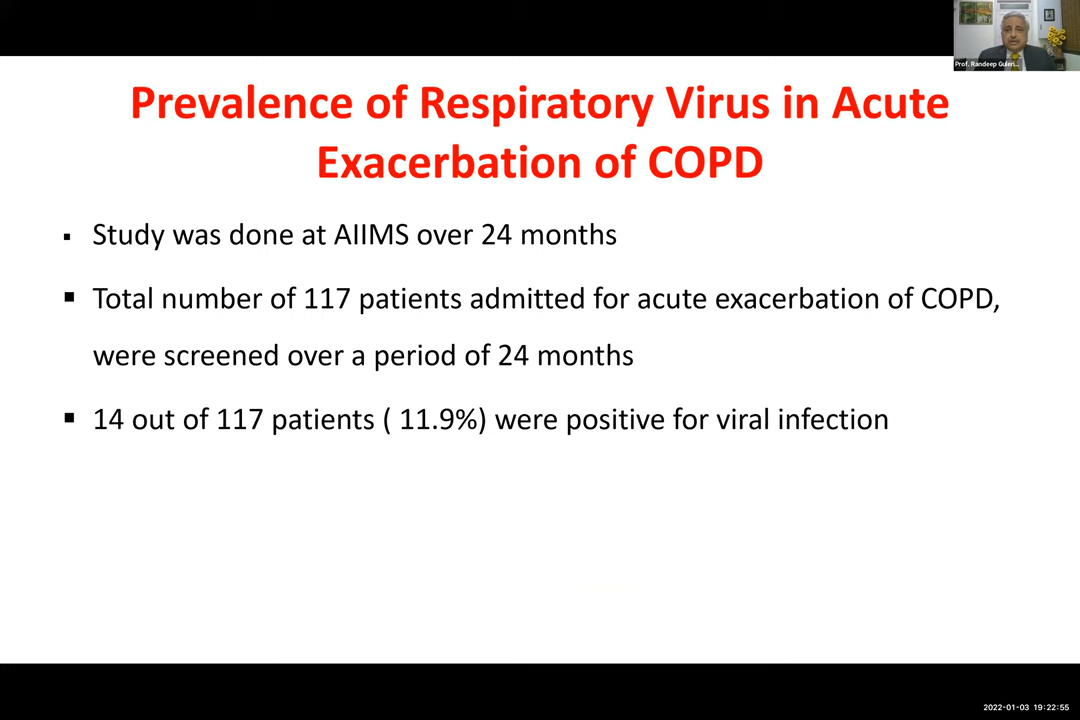 Prof. Randeep Guleri...
Prevalence of Respiratory Virus in Acute
Exacerbation of COPD
▪ Study was done at AIIMS over 24 months
▪ Total number of 117 patients admitted for acute exacerbation of COPD,
were screened over a period of 24 months
▪ 14 out of 117 patients ( 11.9%) were positive for viral infection
2022-01-03 19:22:55